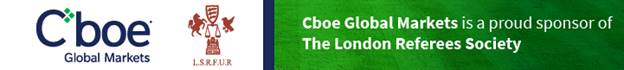 Cboe
Global Markets
L.S.R.F.U.R
Cboe Global Markets is a proud sponsor of
The London Referees Society